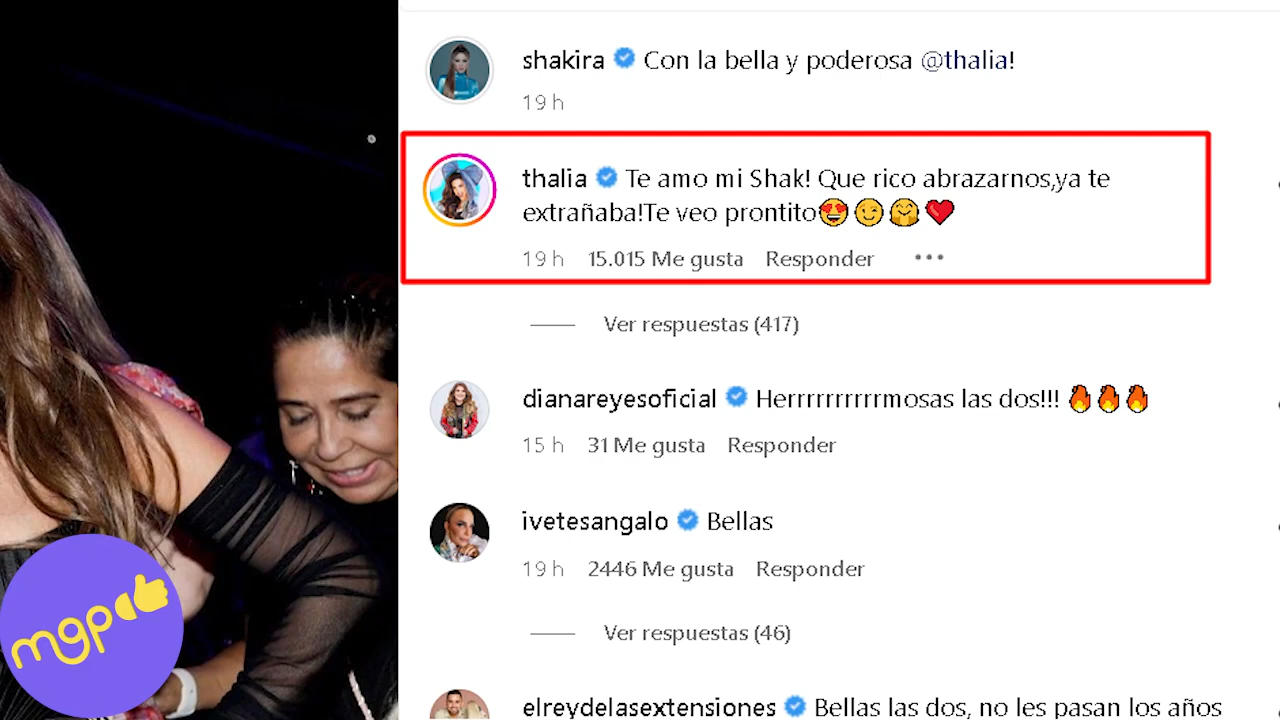 shakira Con la bella y poderosa @thalia!
19 h
thalia Te amo mi Shak! Que rico abrazarnos,ya te
extrañaba!Te veo prontito😍😉🤗❤️
19 h 15.015 Me gusta Responder •••
Ver respuestas (417)
dianareyesoficial Herrrrrrrrrrmosas las dos!!! 🔥🔥🔥
15 h 31 Me gusta Responder
ivetesangalo Bellas
19 h 2446 Me gusta Responder
Ver respuestas (46)
elreydelasextensiones Bellas las dos, no les pasan los años
mgp